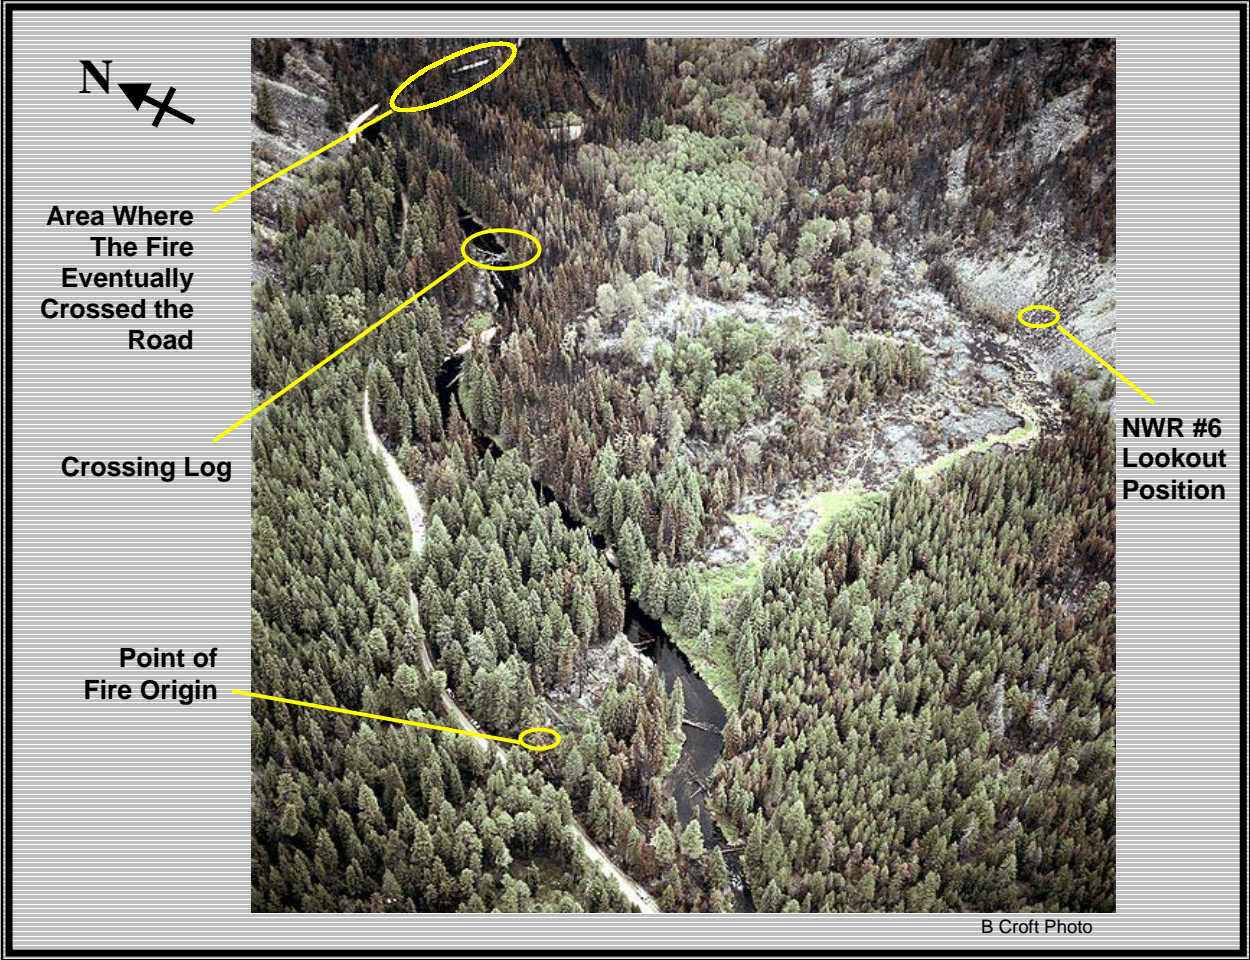 N
Area Where
The Fire
Eventually
Crossed the
Road
Crossing Log
NWR #6
Lookout
Position
Point of
Fire Origin
B Croft Photo